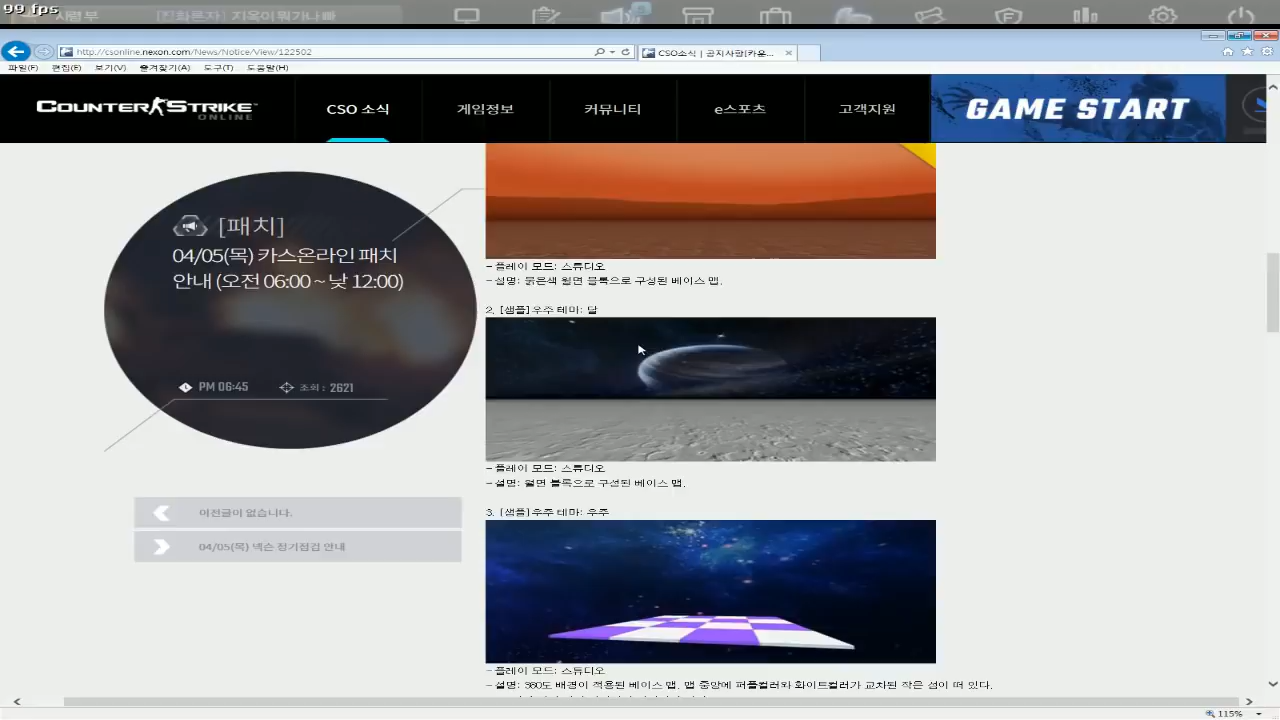 99 fps
http://csonline.nexon.com/News/Notice/View/122502
CSO소식 | 공지사항[카운...
파일(F) 편집(E) 보기(V) 즐겨찾기(A) 도구(T) 도움말(H)
COUNTER STRIKE ONLINE
CSO 소식
게임정보
커뮤니티
e스포츠
고객지원
GAME START
[패치]
04/05(목) 카스온라인 패치
안내 (오전 06:00 ~ 낮 12:00)
PM 06:45
조회 : 2621
이전글이 없습니다.
04/05(목) 넥슨 정기점검 안내
- 플레이 모드: 스튜디오
- 설명: 붉은색 월면 블록으로 구성된 베이스 맵.
2. [샘플]우주 테마: 달
- 플레이 모드: 스튜디오
- 설명: 월면 블록으로 구성된 베이스 맵.
3. [샘플]우주 테마: 우주
- 플레이 모드: 스튜디오
- 설명: 360도 배경이 적용된 베이스 맵. 맵 중앙에 퍼플컬러와 화이트컬러가 교차된 작은 섬이 떠 있다.
115%